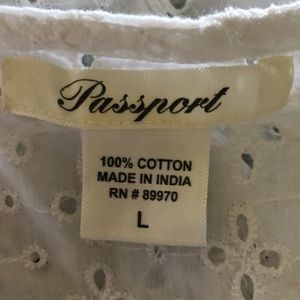 Passport
100% COTTON
MADE IN INDIA
RN # 89970
L